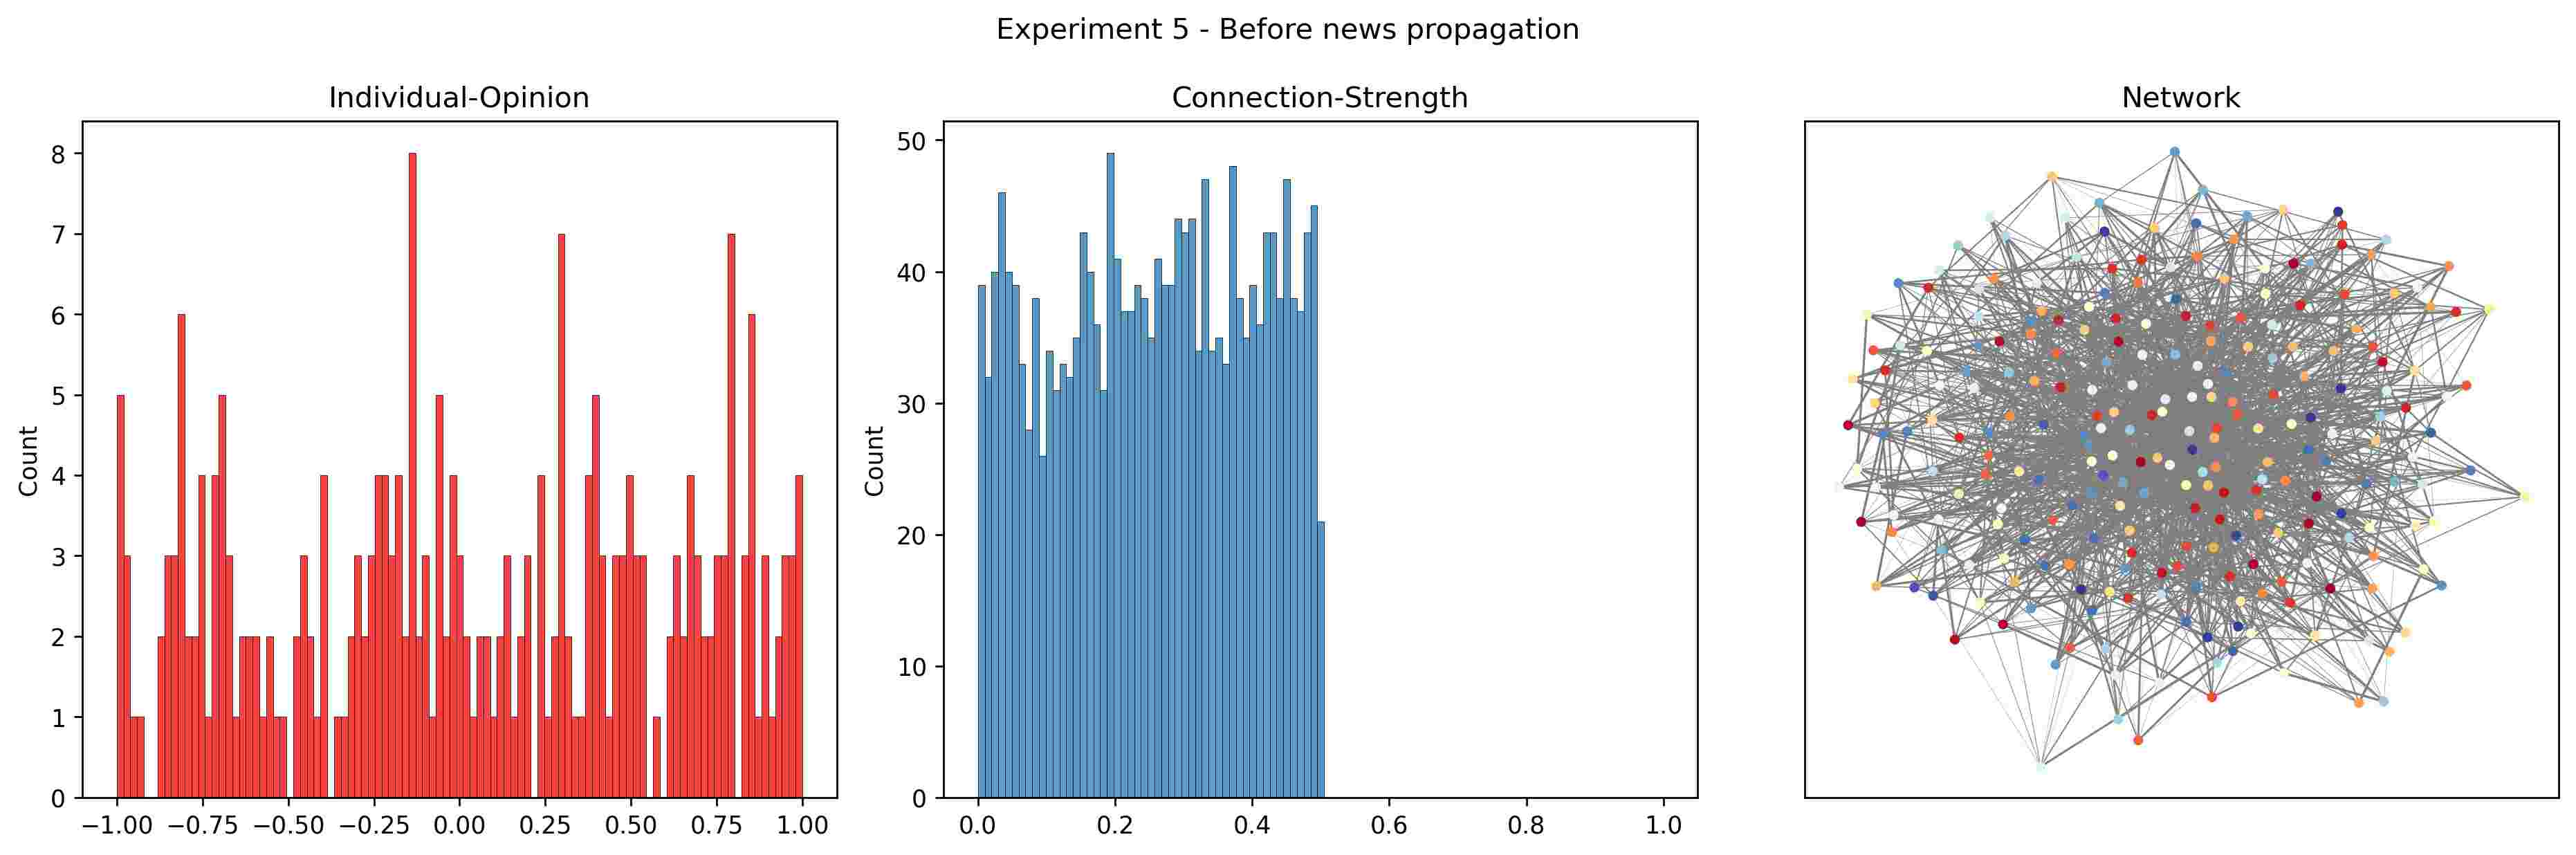 Experiment 5 - Before news propagation
Individual-Opinion
Count
8
7
6
5
4
3
2
1
0
−1.00 −0.75 −0.50 −0.25 0.00 0.25 0.50 0.75 1.00
Connection-Strength
Count
50
40
30
20
10
0
0.0 0.2 0.4 0.6 0.8 1.0
Network